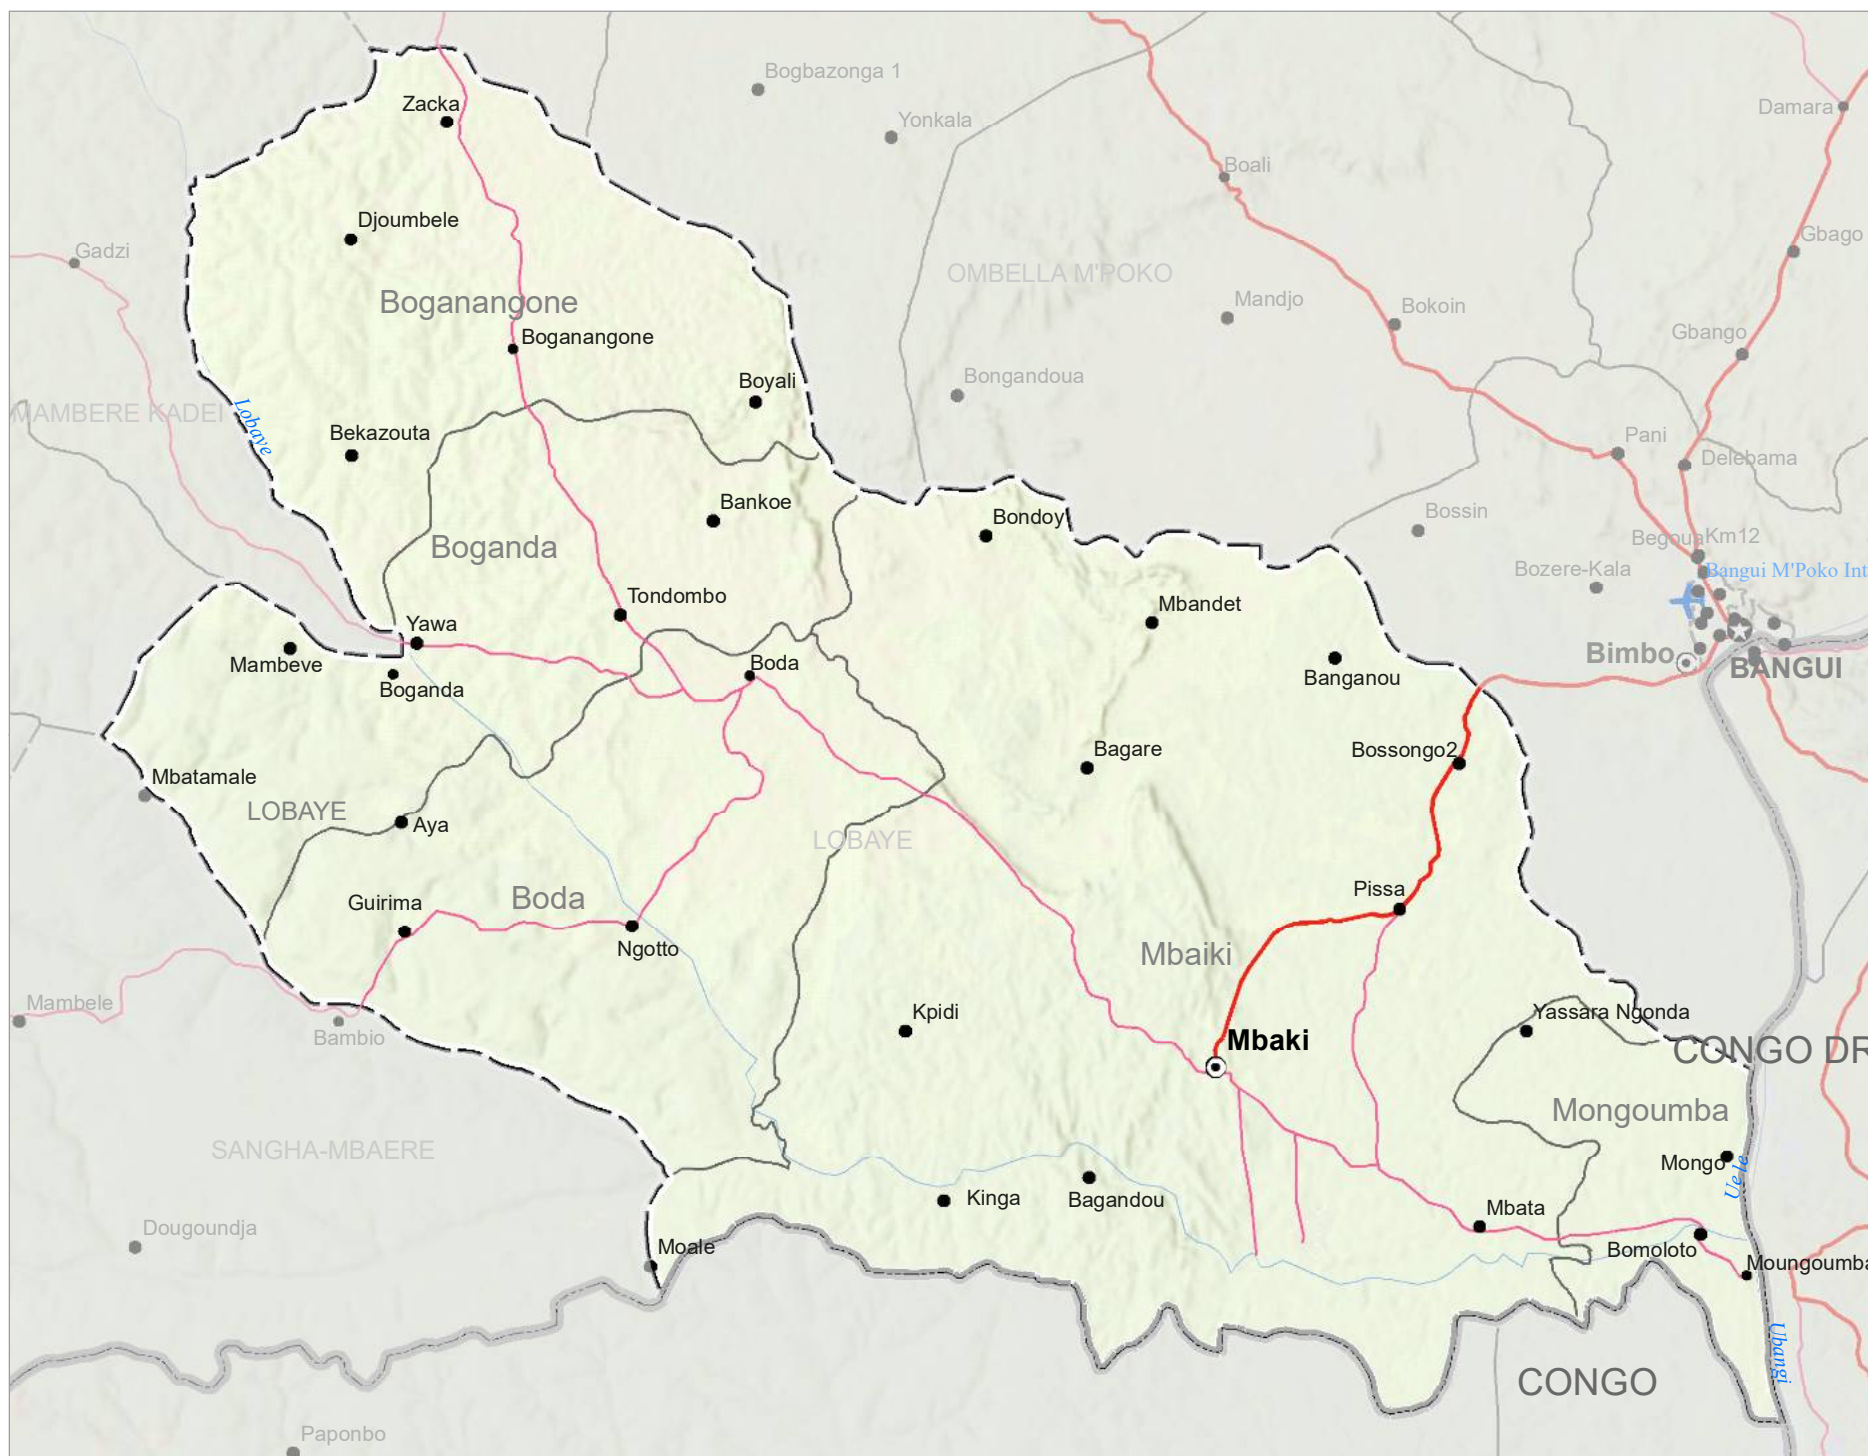 Bogbazonga 1
Zacka
Damara
Yonkala
Boali
Djoumbele
Gbago
Gadzi
OMBELLA M'POKO
Boganangone
Mandjo
Bokoin
Boganangone
Gbango
Boyali
Bongandoua
MAMBERE KADEI
Lobaye
Bekazouta
Pani
Delebama
Bankoe
Bondoy
Bossin
Begoua
Km12
Boganda
Bozere-Kala
Bangui M'Poko Int
Tondombo
Mbandet
Yawa
Mambeve
Boda
Bimbo
BANGUI
Boganda
Banganou
Bagare
Bossongo2
Mbatamale
LOBAYE
Aya
LOBAYE
Guirima
Boda
Pissa
Ngotto
Mbaiki
Mambele
Bambio
Kpidi
Yassara Ngonda
Mbaki
CONGO DR
Mongoumba
SANGHA-MBAERE
Mongo
Uele
Kinga
Bagandou
Mbata
Dougoundja
Moale
Bomoloto
Moungoumba
Ubangi
CONGO
Paponbo